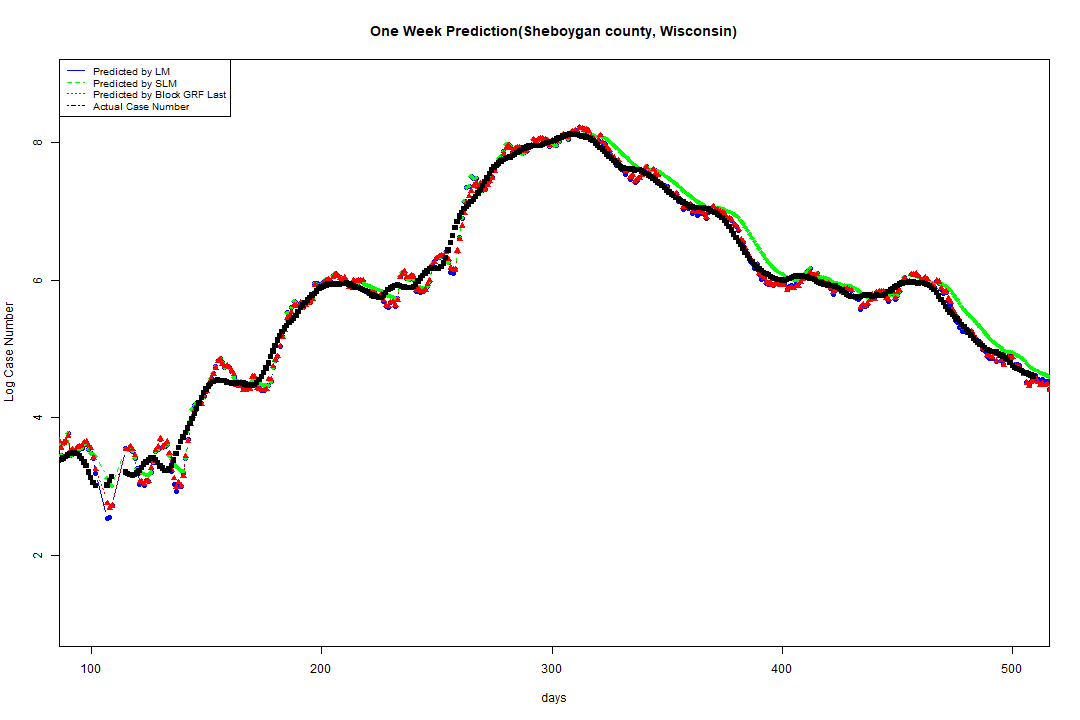 One Week Prediction(Sheboygan county, Wisconsin)
Predicted by LM
Predicted by SLM
Predicted by Block GRF Last
Actual Case Number
8
6
4
2
Log Case Number
100 200 300 400 500
days